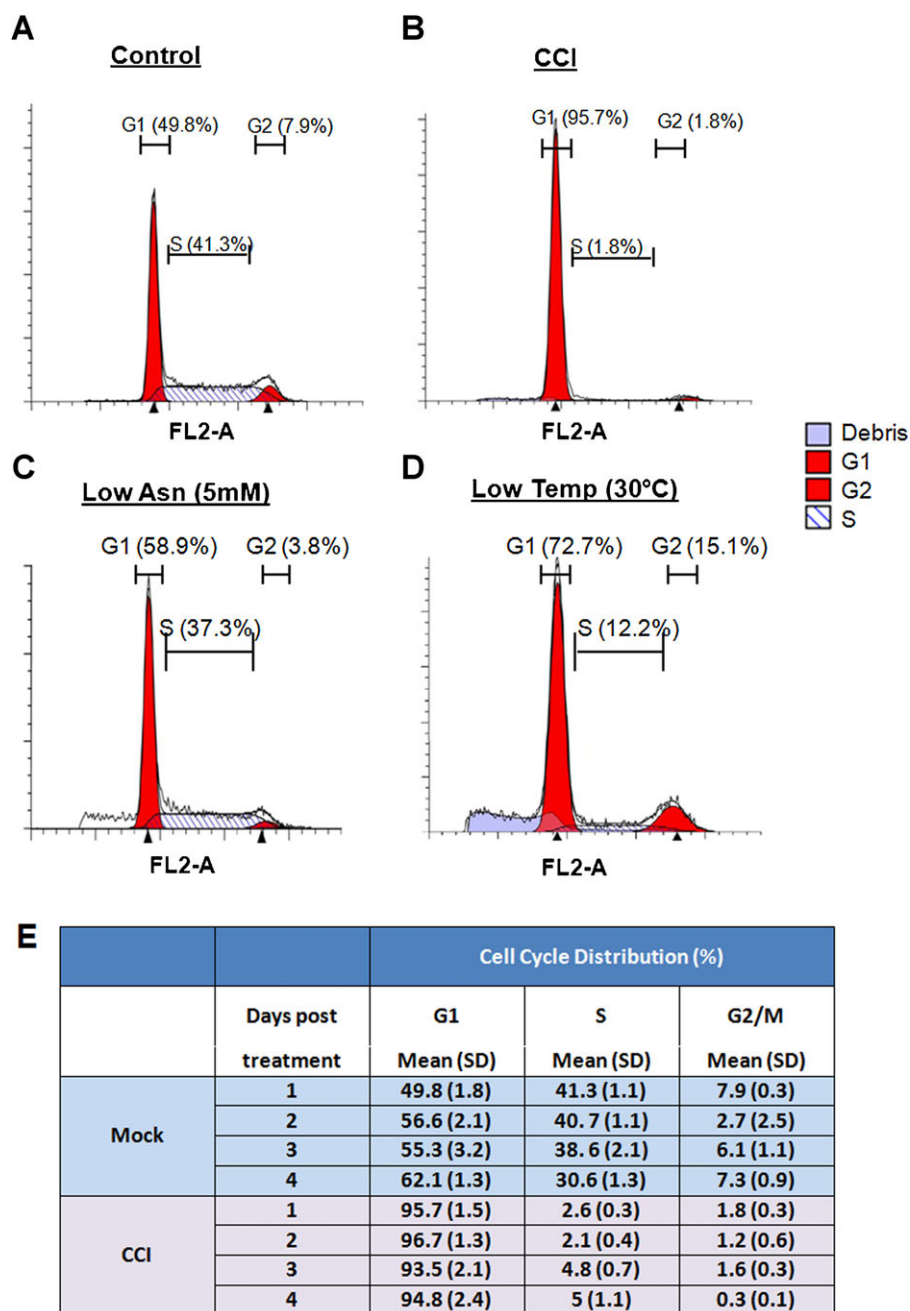 A
Control
G1 (49.8%)
G2 (7.9%)
S (41.3%)
FL2-A
B
CCI
G1 (95.7%)
G2 (1.8%)
S (1.8%)
FL2-A
Debris
G1
G2
S
C
Low Asn (5mM)
G1 (58.9%)
G2 (3.8%)
S (37.3%)
FL2-A
D
Low Temp (30°C)
G1 (72.7%)
G2 (15.1%)
S (12.2%)
FL2-A
E
Cell Cycle Distribution (%)
Days post G1 S G2/M
treatment Mean (SD) Mean (SD) Mean (SD)
Mock
1 49.8 (1.8) 41.3 (1.1) 7.9 (0.3)
2 56.6 (2.1) 40.7 (1.1) 2.7 (2.5)
3 55.3 (3.2) 38.6 (2.1) 6.1 (1.1)
4 62.1 (1.3) 30.6 (1.3) 7.3 (0.9)
CCI
1 95.7 (1.5) 2.6 (0.3) 1.8 (0.3)
2 96.7 (1.3) 2.1 (0.4) 1.2 (0.6)
3 93.5 (2.1) 4.8 (0.7) 1.6 (0.3)
4 94.8 (2.4) 5 (1.1) 0.3 (0.1)